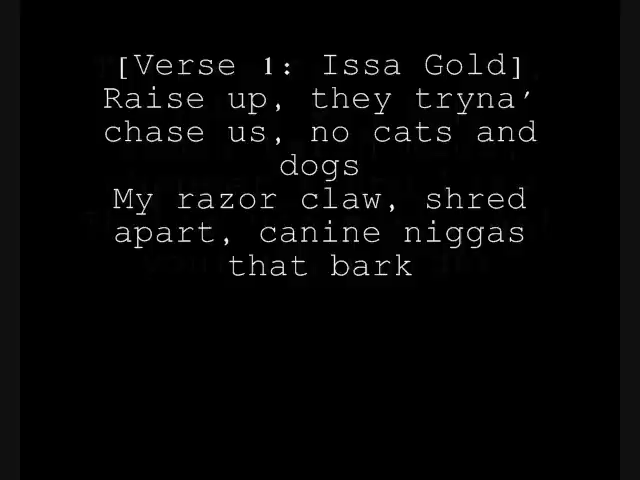 [Verse 1: Issa Gold]
Raise up, they tryna'
chase us, no cats and
dogs
My razor claw, shred
apart, canine niggas
that bark